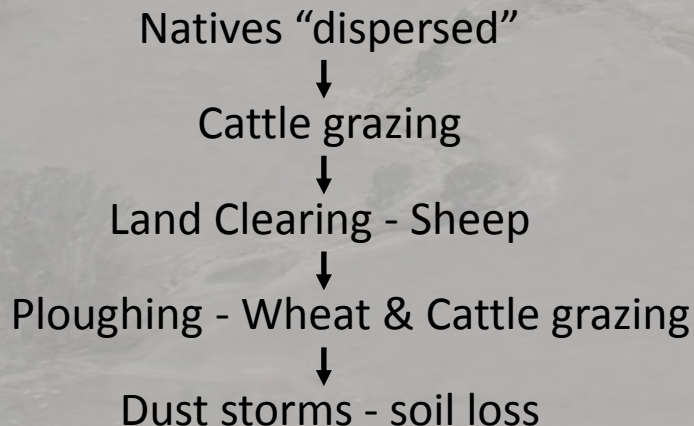 Natives “dispersed”
Cattle grazing
Land Clearing - Sheep
Ploughing - Wheat & Cattle grazing
Dust storms - soil loss